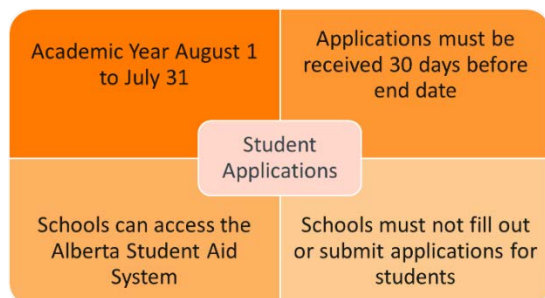 Academic Year August 1
to July 31
Applications must be
received 30 days before
end date
Student
Applications
Schools can access the
Alberta Student Aid
System
Schools must not fill out
or submit applications for
students